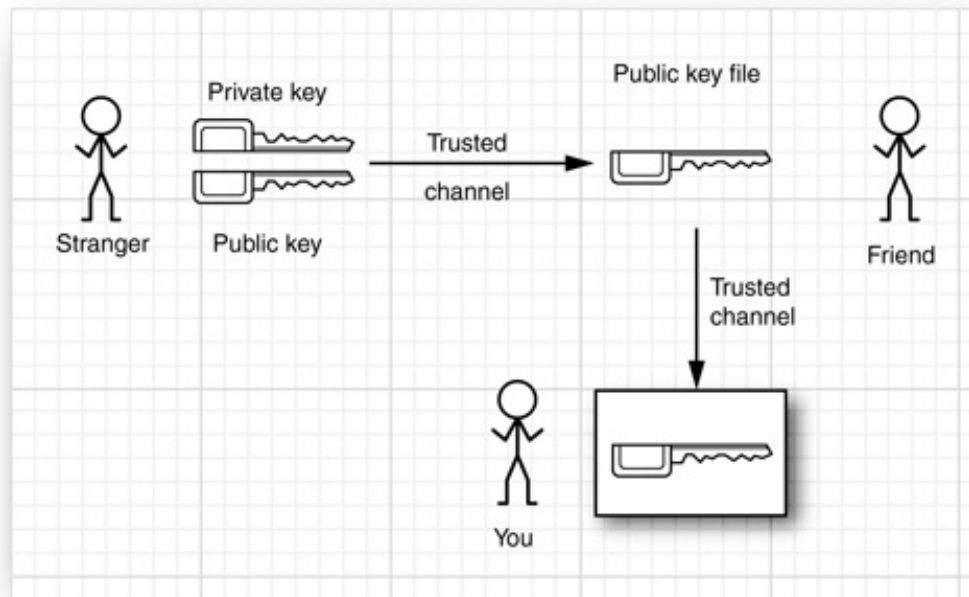 Public key file
Private key
Trusted
channel
Stranger
Public key
Friend
Trusted
channel
You